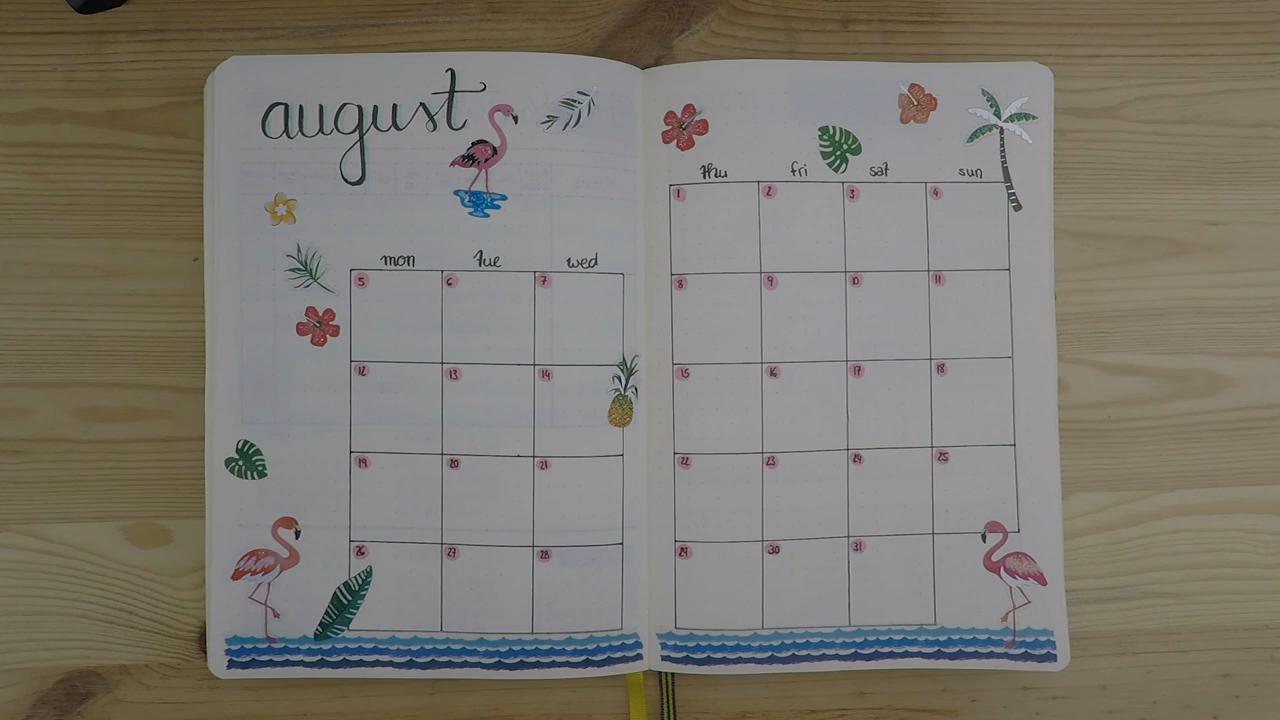 august
mon tue wed
5 6 7
12 13 14
19 20 21
26 27 28
thu fri sat sun
1 2 3 4
8 9 10 11
15 16 17 18
22 23 24 25
29 30 31